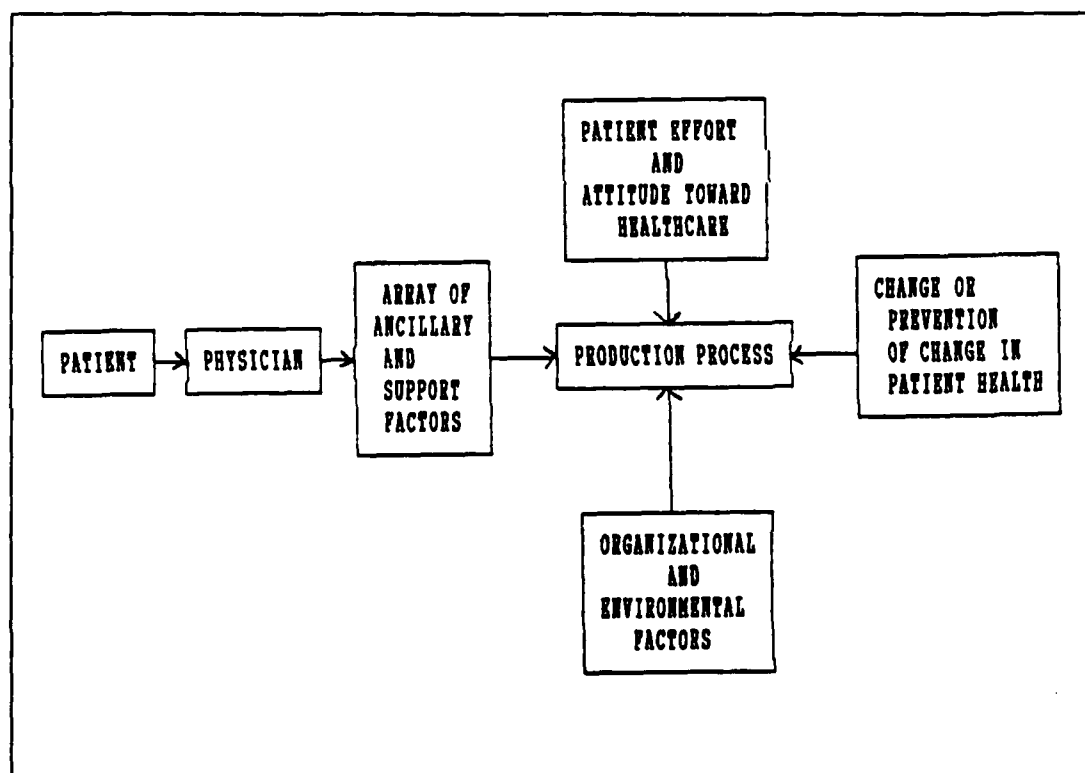 PATIENT EFFORT
AND
ATTITUDE TOWARD
HEALTHCARE
PATIENT
PHYSICIAN
ARRAY OF
ANCILLARY
AND
SUPPORT
FACTORS
PRODUCTION PROCESS
CHANGE OR
PREVENTION
OF CHANGE IN
PATIENT HEALTH
ORGANIZATIONAL
AND
ENVIRONMENTAL
FACTORS